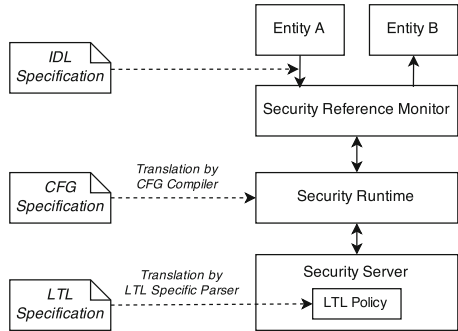 Entity A
Entity B
IDL
Specification
Security Reference Monitor
Translation by
CFG Compiler
CFG
Specification
Security Runtime
Translation by
LTL Specific Parser
Security Server
LTL
Specification
LTL Policy